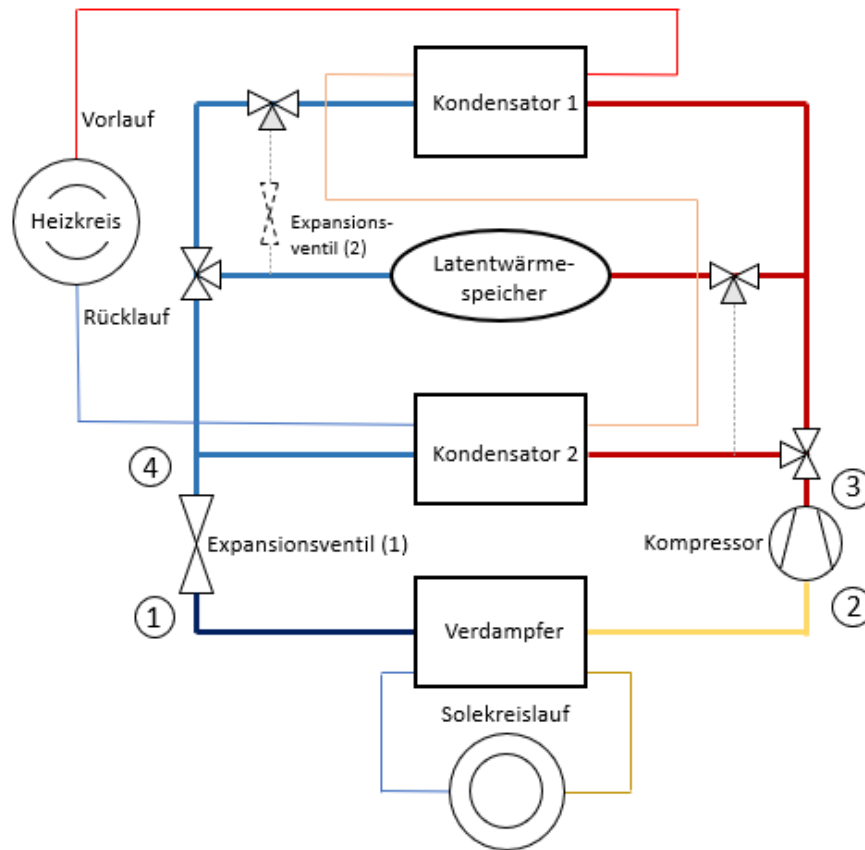 Kondensator 1
Vorlauf
Heizkreis
Expansions-
ventil (2)
Latentwärme-
speicher
Rücklauf
Kondensator 2
4
3
Expansionsventil (1)
Kompressor
1
2
Verdampfer
Solekreislauf